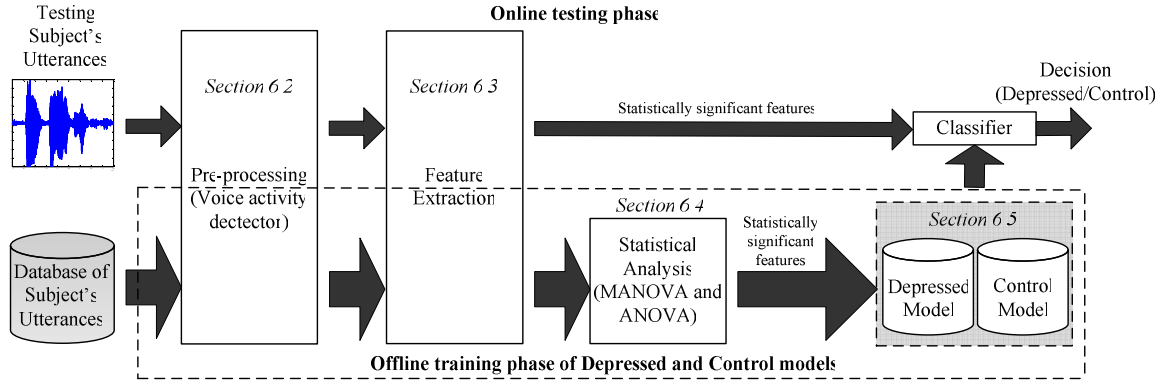 Online testing phase
Testing
Subject's
Utterances
Section 6 2
Section 6 3
Decision
(Depressed/Control)
Statistically significant features
Classifier
Pre-processing
(Voice activity
dectector)
Feature
Extraction
Section 6 4
Statistical
Analysis
(MANOVA and
ANOVA)
Statistically
significant
features
Section 6 5
Depressed
Model
Control
Model
Database of
Subject's
Utterances
Offline training phase of Depressed and Control models